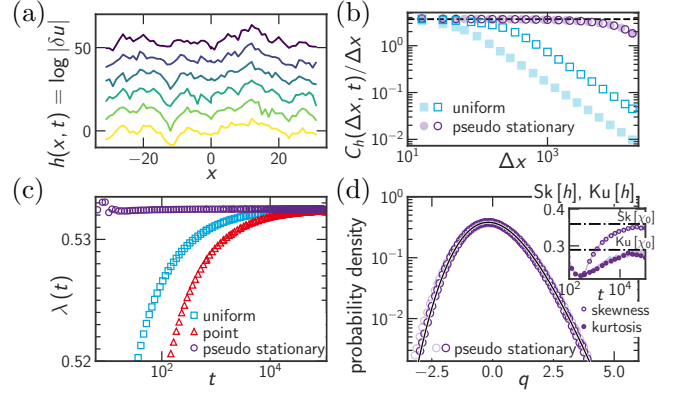 (a)
h(x, t) = log |δu|
50
0
−20
0
20
x
(b)
C_h(Δx, t)/Δx
10^0
10^−1
10^−2
10^1
10^3
Δx
uniform
pseudo stationary
(c)
λ(t)
0.53
0.52
10^2
10^4
t
uniform
point
pseudo stationary
(d)
probability density
10^0
10^−1
10^−2
−2.5
0.0
2.5
5.0
q
pseudo stationary
Sk [h], Ku [h]
0.4
0.3
Sk[χ₀]
Ku[χ₀]
10^2
10^4
t
skewness
kurtosis